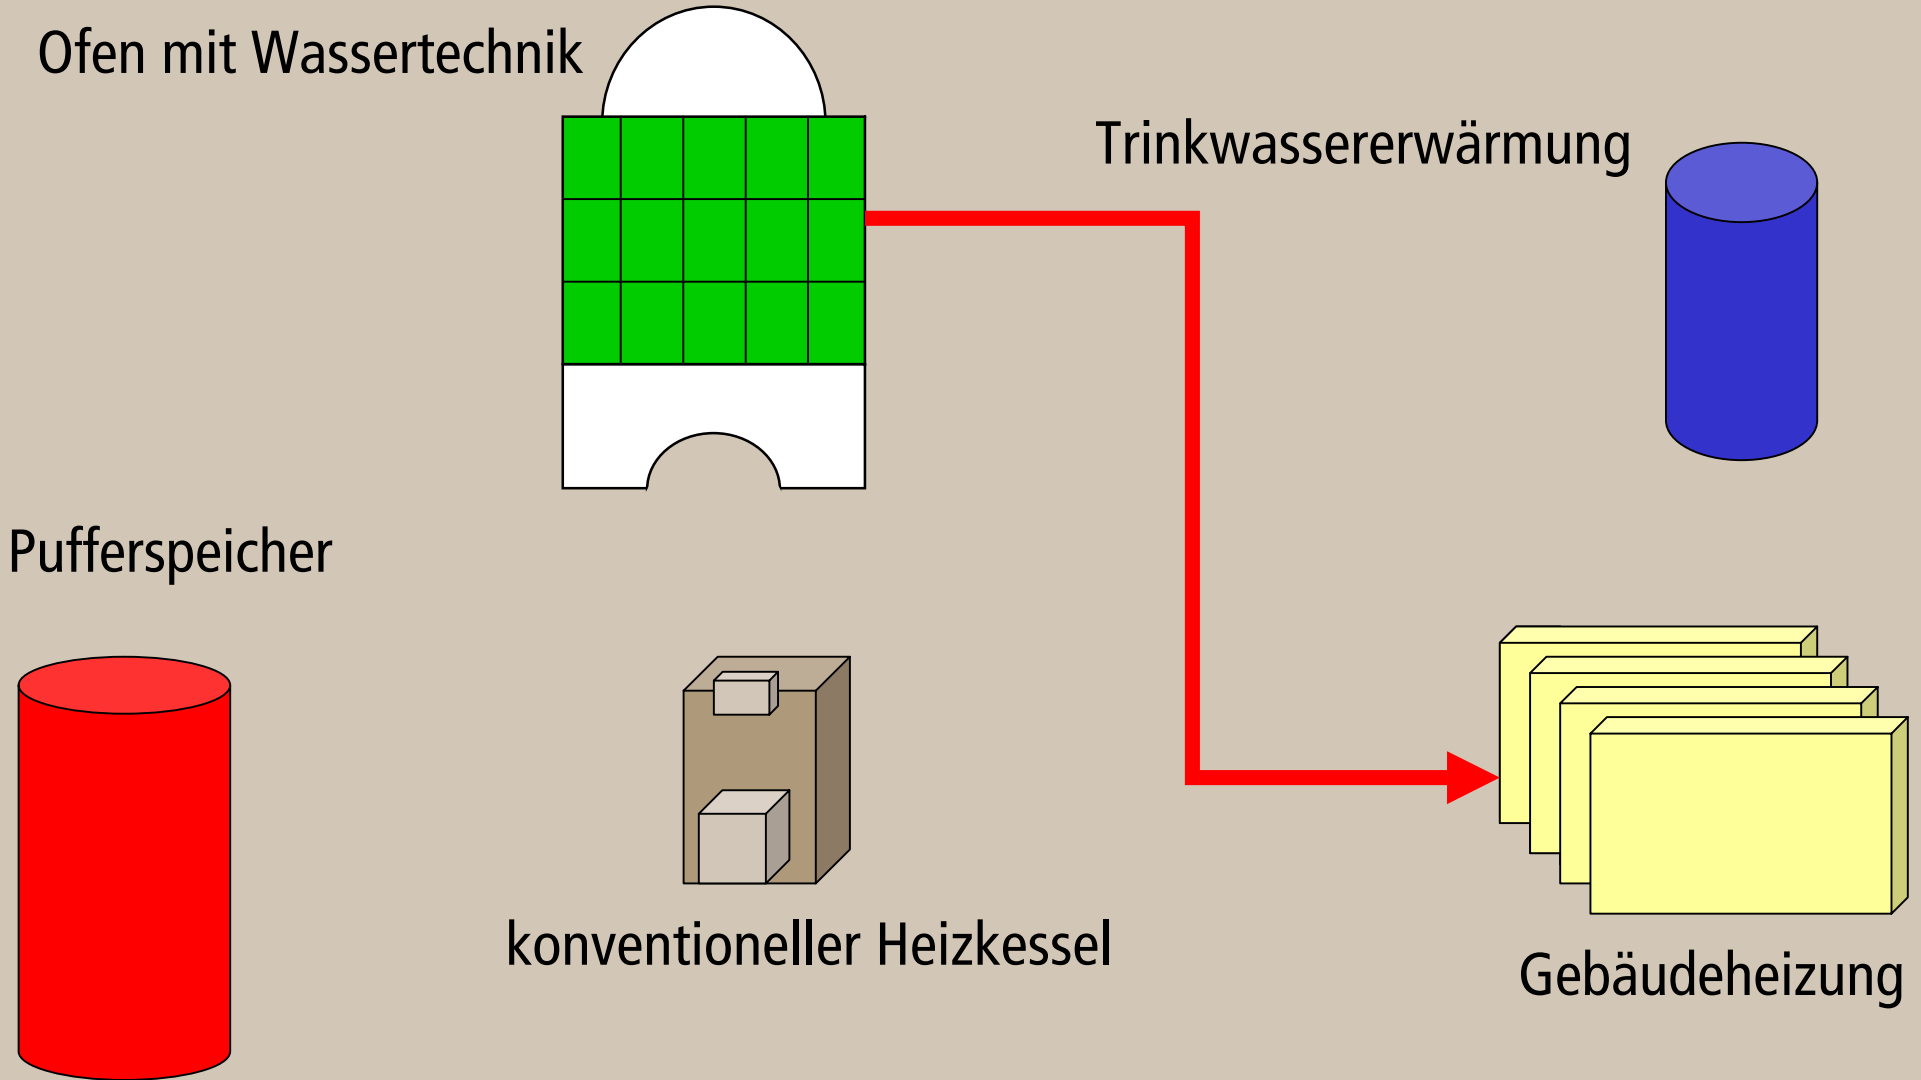 Ofen mit Wassertechnik
Trinkwassererwärmung
Pufferspeicher
konventioneller Heizkessel
Gebäudeheizung